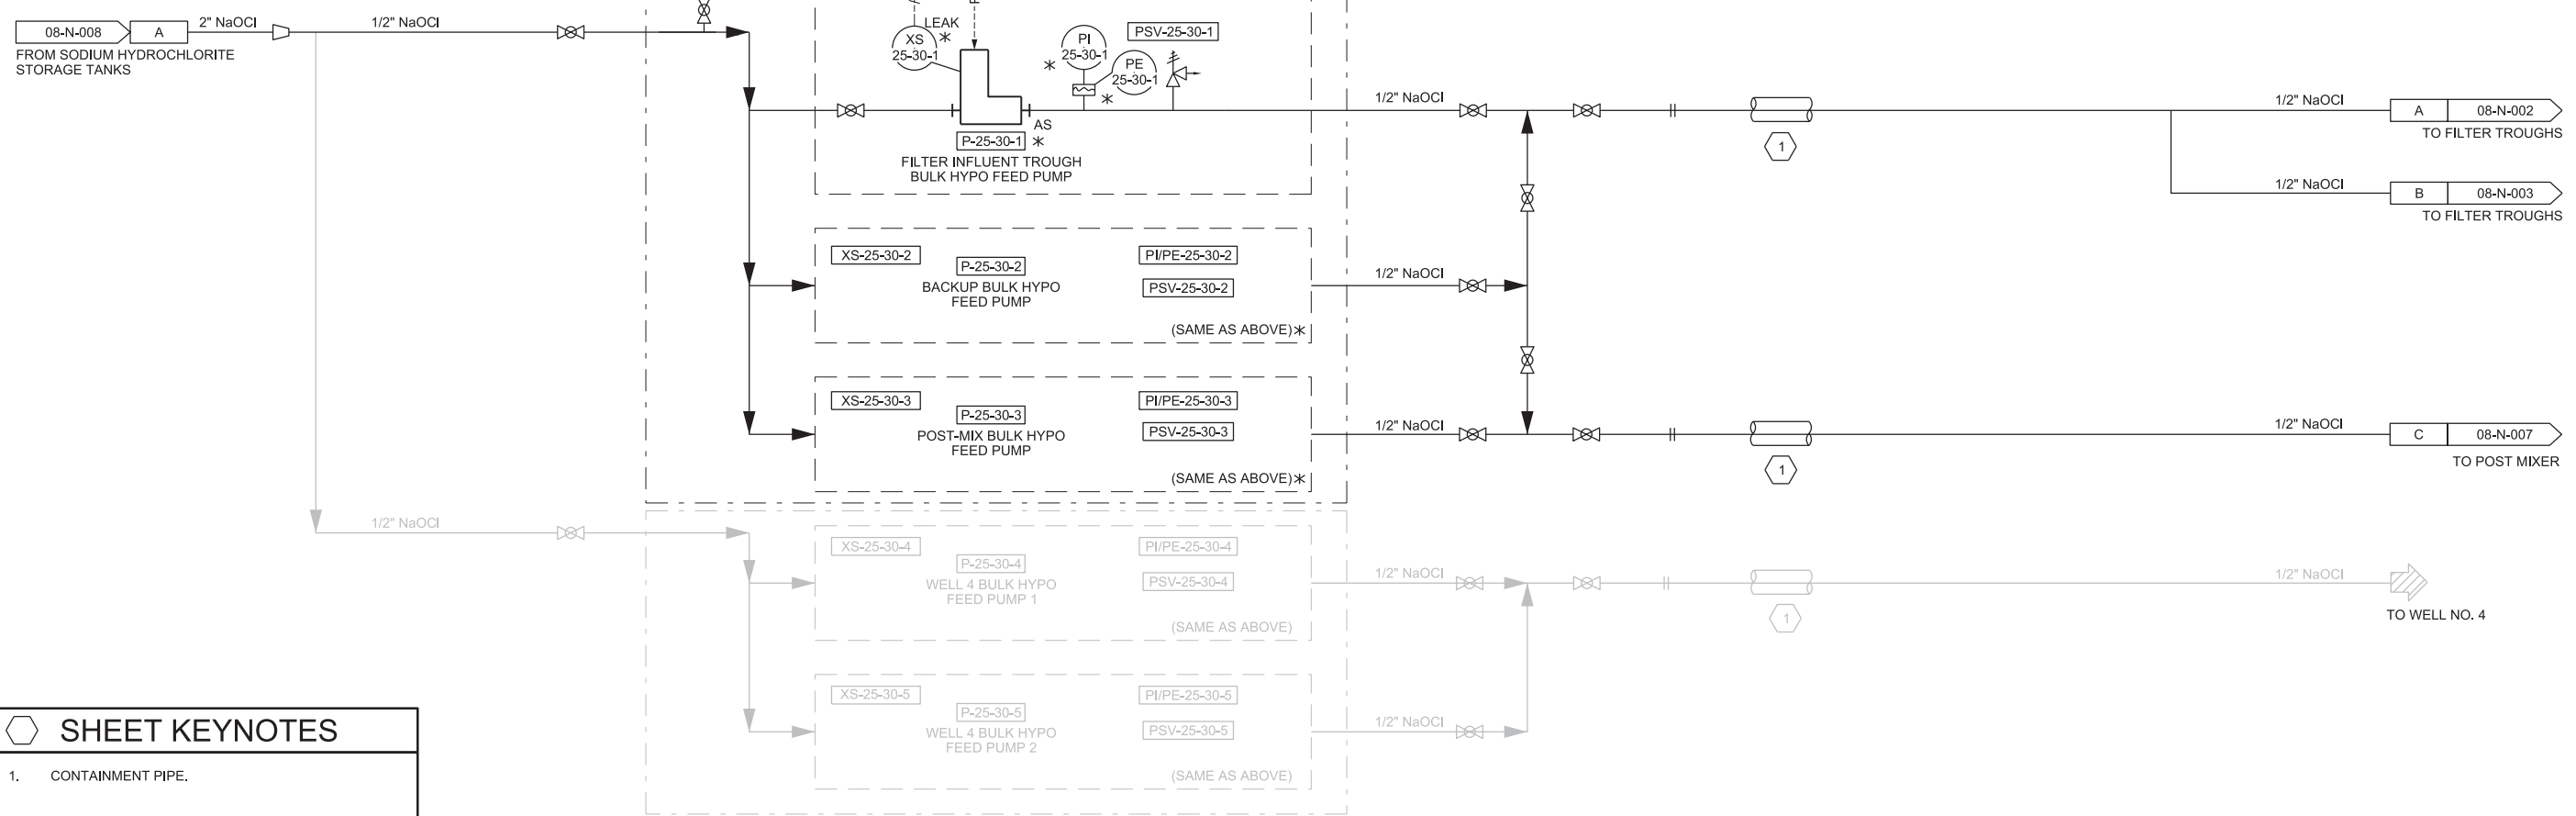 08-N-008 A 2" NaOCl 1/2" NaOCl
FROM SODIUM HYDROCHLORITE
STORAGE TANKS
LEAK
XS
25-30-1
PI
25-30-1
PE
25-30-1
PSV-25-30-1
AS
P-25-30-1
FILTER INFLUENT TROUGH
BULK HYPO FEED PUMP
1/2" NaOCl
1
1/2" NaOCl
A 08-N-002
TO FILTER TROUGHS
1/2" NaOCl
B 08-N-003
TO FILTER TROUGHS
XS-25-30-2
P-25-30-2
BACKUP BULK HYPO
FEED PUMP
PI/PE-25-30-2
PSV-25-30-2
(SAME AS ABOVE)*
1/2" NaOCl
XS-25-30-3
P-25-30-3
POST-MIX BULK HYPO
FEED PUMP
PI/PE-25-30-3
PSV-25-30-3
(SAME AS ABOVE)*
1/2" NaOCl
1
1/2" NaOCl
C 08-N-007
TO POST MIXER
1/2" NaOCl
XS-25-30-4
P-25-30-4
WELL 4 BULK HYPO
FEED PUMP 1
PI/PE-25-30-4
PSV-25-30-4
(SAME AS ABOVE)
1/2" NaOCl
1
1/2" NaOCl
TO WELL NO. 4
XS-25-30-5
P-25-30-5
WELL 4 BULK HYPO
FEED PUMP 2
PI/PE-25-30-5
PSV-25-30-5
(SAME AS ABOVE)
1/2" NaOCl
SHEET KEYNOTES
1. CONTAINMENT PIPE.